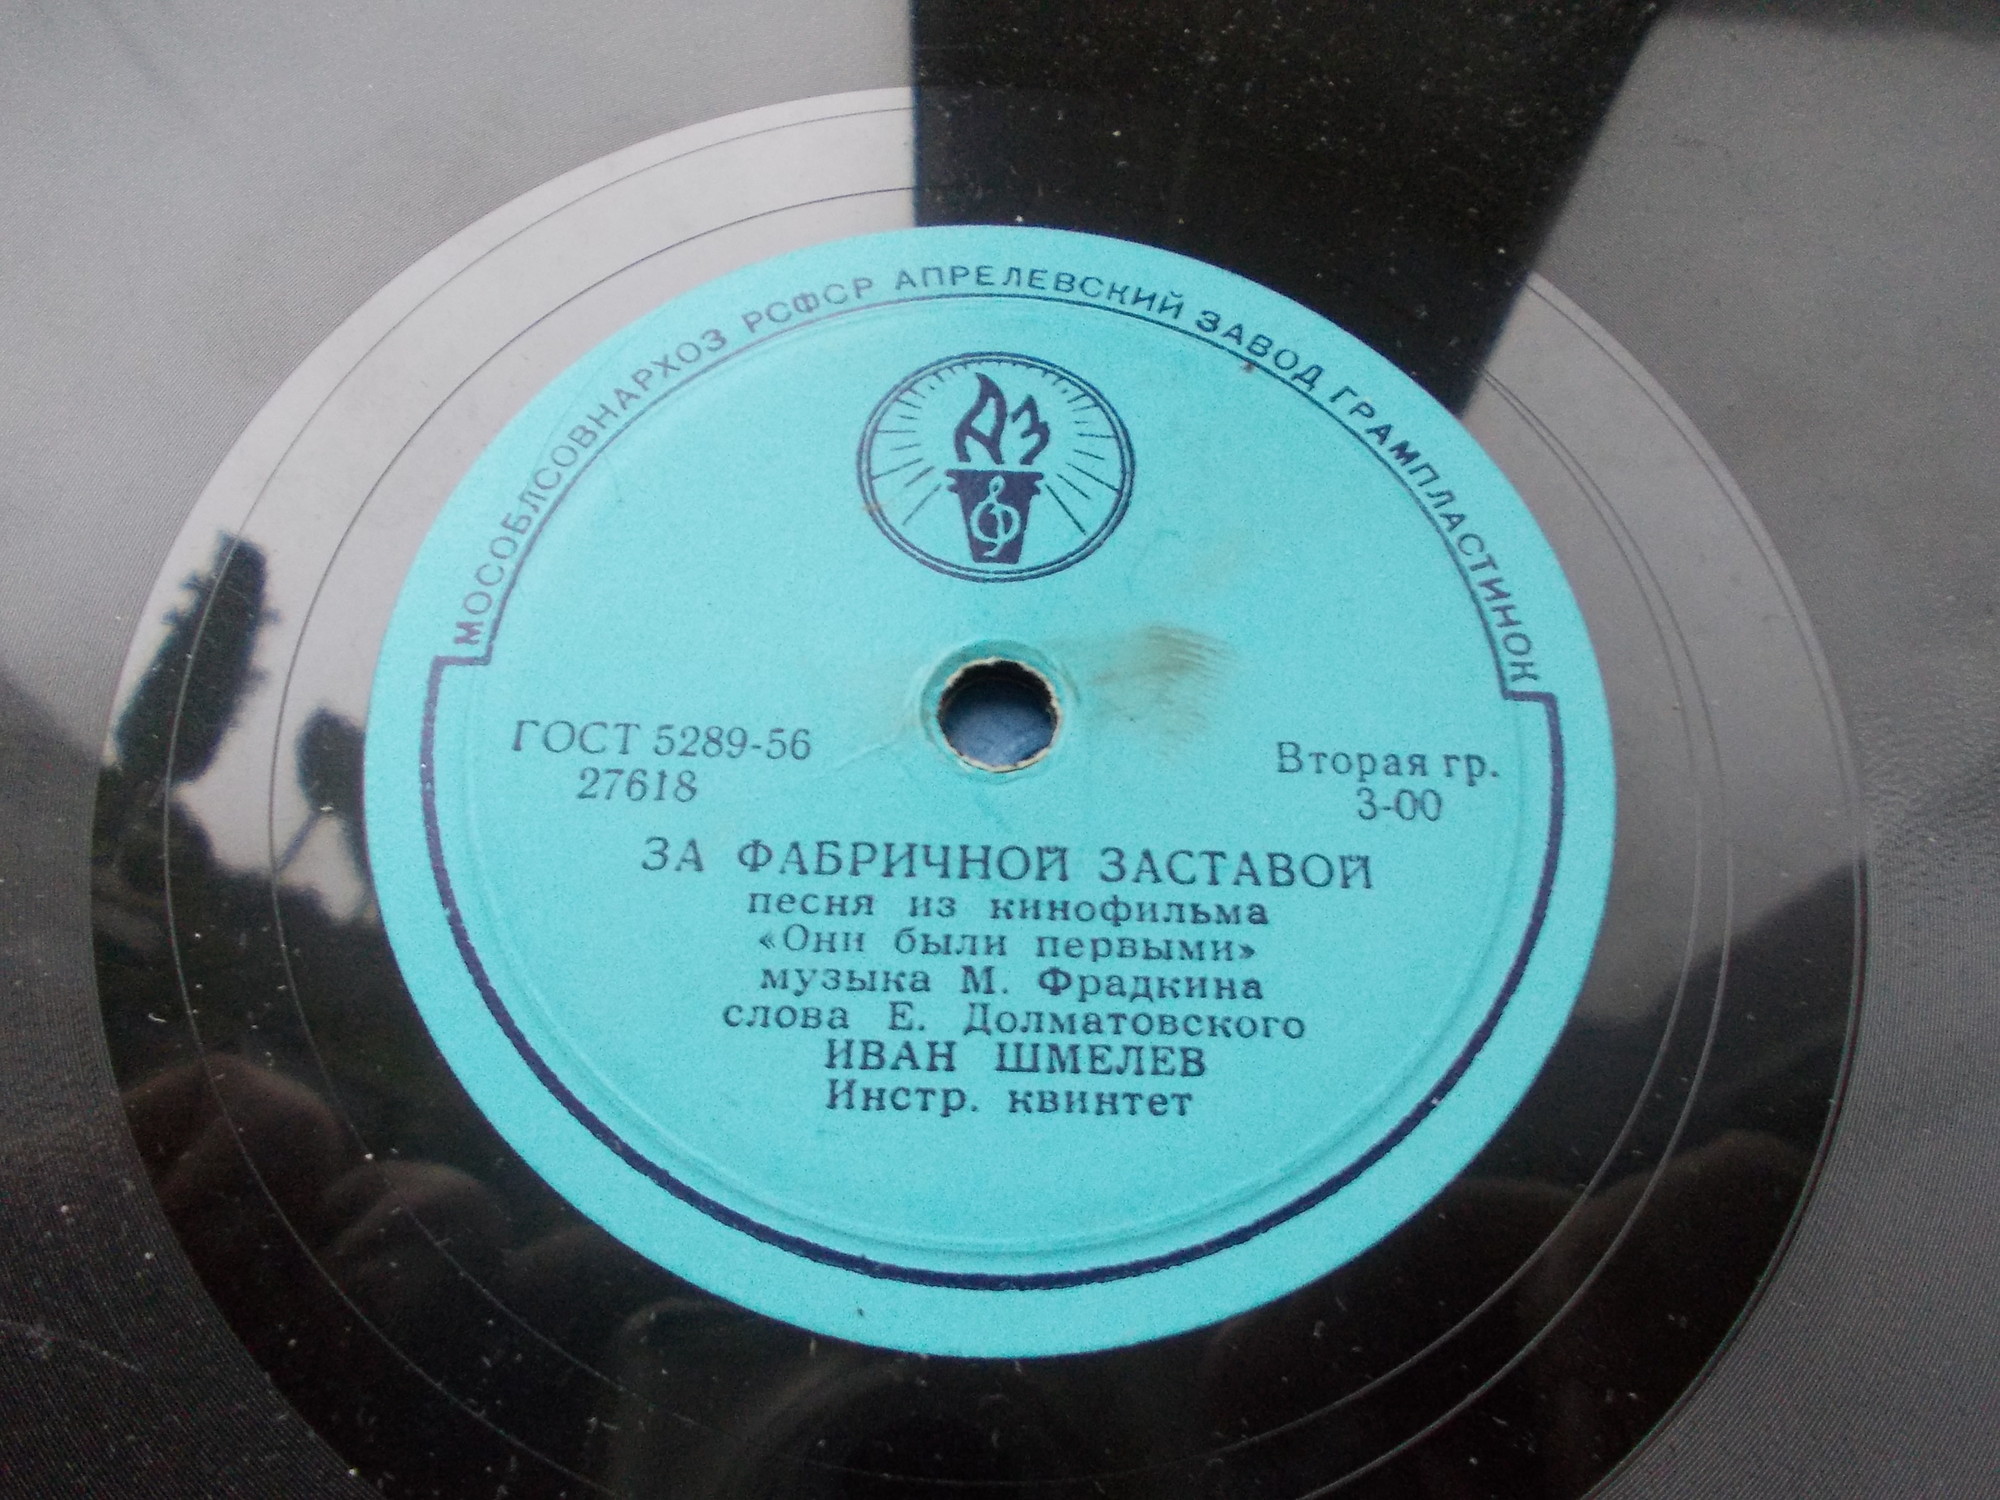 МОСОБЛСОВНАРХОЗ РСФСР АПРЕЛЕВСКИЙ ЗАВОД ГРАМПЛАСТИНОК
АЗ
ГОСТ 5289-56
27618
Вторая гр.
3-00
ЗА ФАБРИЧНОЙ ЗАСТАВОЙ
песня из кинофильма
«Они были первыми»
музыка М. Фрадкина
слова Е. Долматовского
ИВАН ШМЕЛЕВ
Инстр. квинтет